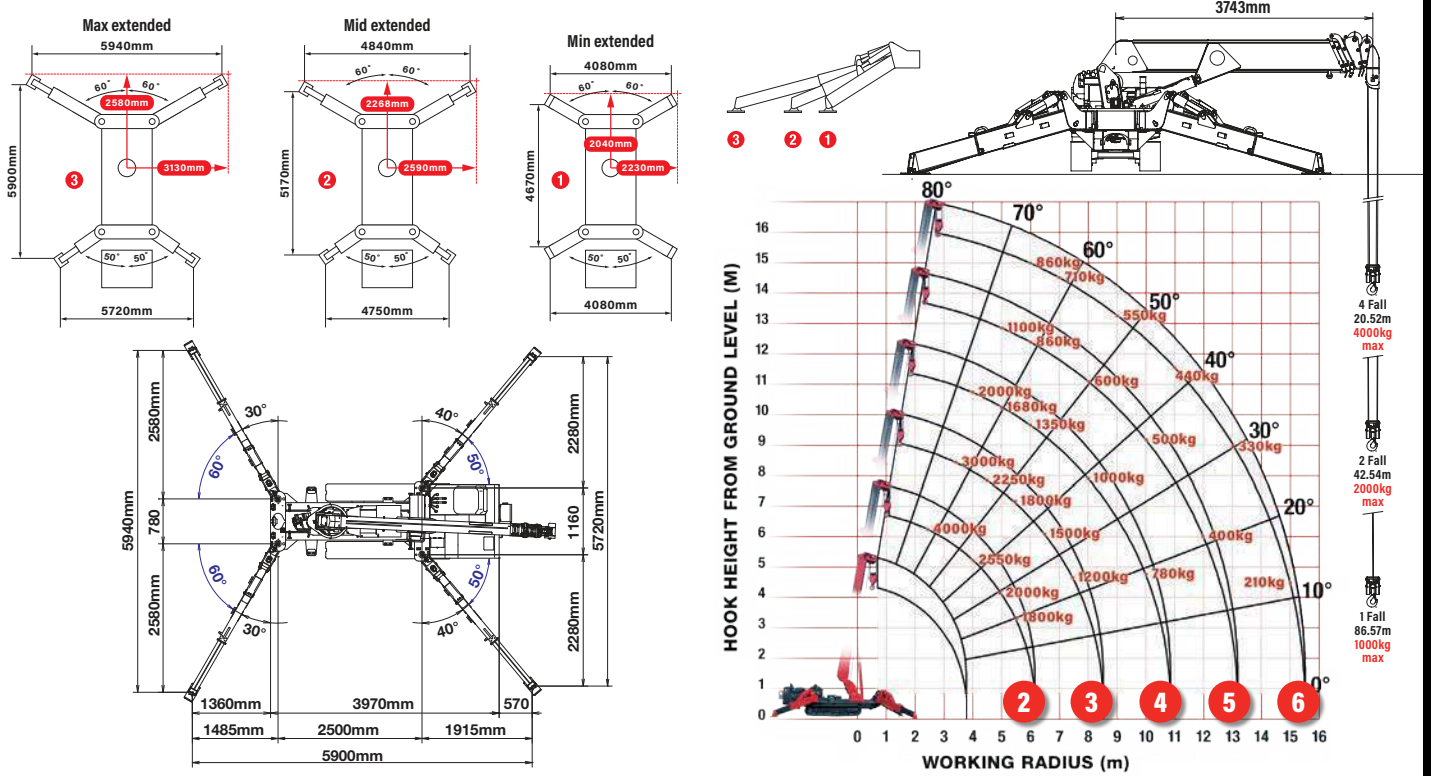 Max extended
5940mm
60° 60°
2580mm
3130mm
5900mm
3
50° 50°
5720mm
Mid extended
4840mm
60° 60°
2268mm
2590mm
5170mm
2
50° 50°
4750mm
Min extended
4080mm
60° 60°
2040mm
2230mm
4670mm
1
50° 50°
4080mm
3 2 1
3743mm
5940mm
2580mm
780
2580mm
30°
60°
60°
30°
40°
50°
50°
40°
2280mm
1160
2280mm
5720mm
1360mm 3970mm 570
1485mm 2500mm 1915mm
5900mm
HOOK HEIGHT FROM GROUND LEVEL (M)
16
15
14
13
12
11
10
9
8
7
6
5
4
3
2
1
0
80°
70°
60°
50°
40°
30°
20°
10°
0°
860kg
710kg
550kg
440kg
330kg
210kg
1100kg
860kg
600kg
500kg
400kg
2000kg
1680kg
1350kg
1000kg
780kg
3000kg
2250kg
1800kg
1500kg
1200kg
4000kg
2550kg
2000kg
1800kg
2 3 4 5 6
0 1 2 3 4 5 6 7 8 9 10 11 12 13 14 15 16
WORKING RADIUS (m)
4 Fall
20.52m
4000kg
max
2 Fall
42.54m
2000kg
max
1 Fall
86.57m
1000kg
max